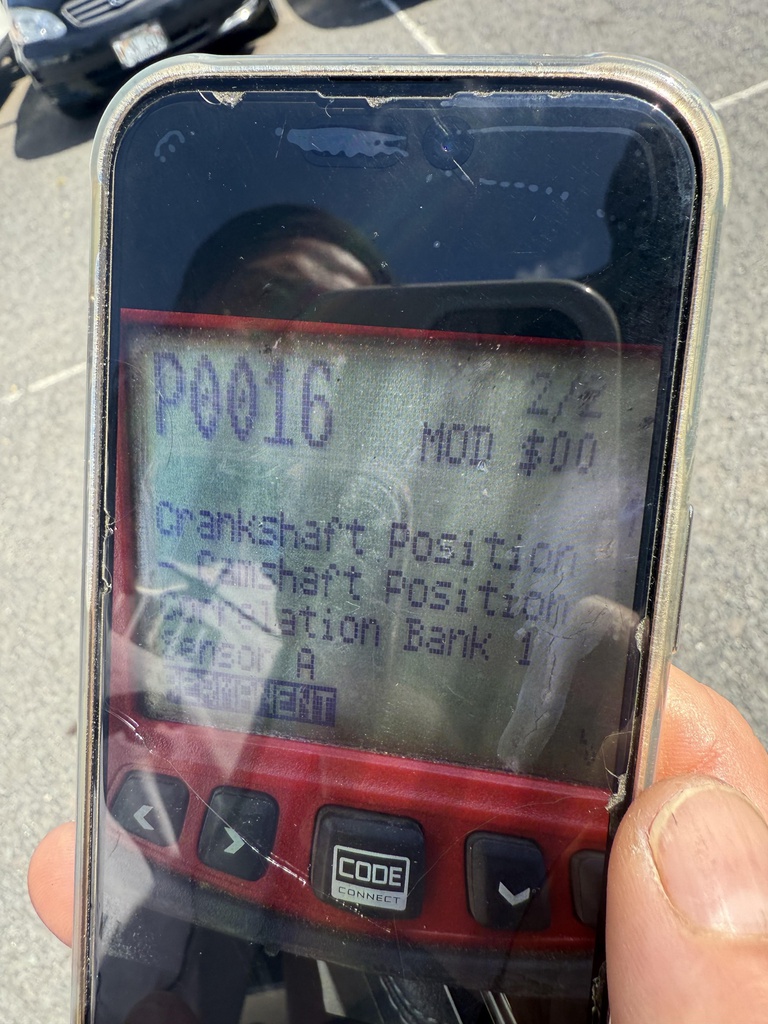 P0016 2/2
MOD $00
Crankshaft Position
- Camshaft Position
Correlation Bank 1
Sensor A
PERMANENT
CODE
CONNECT